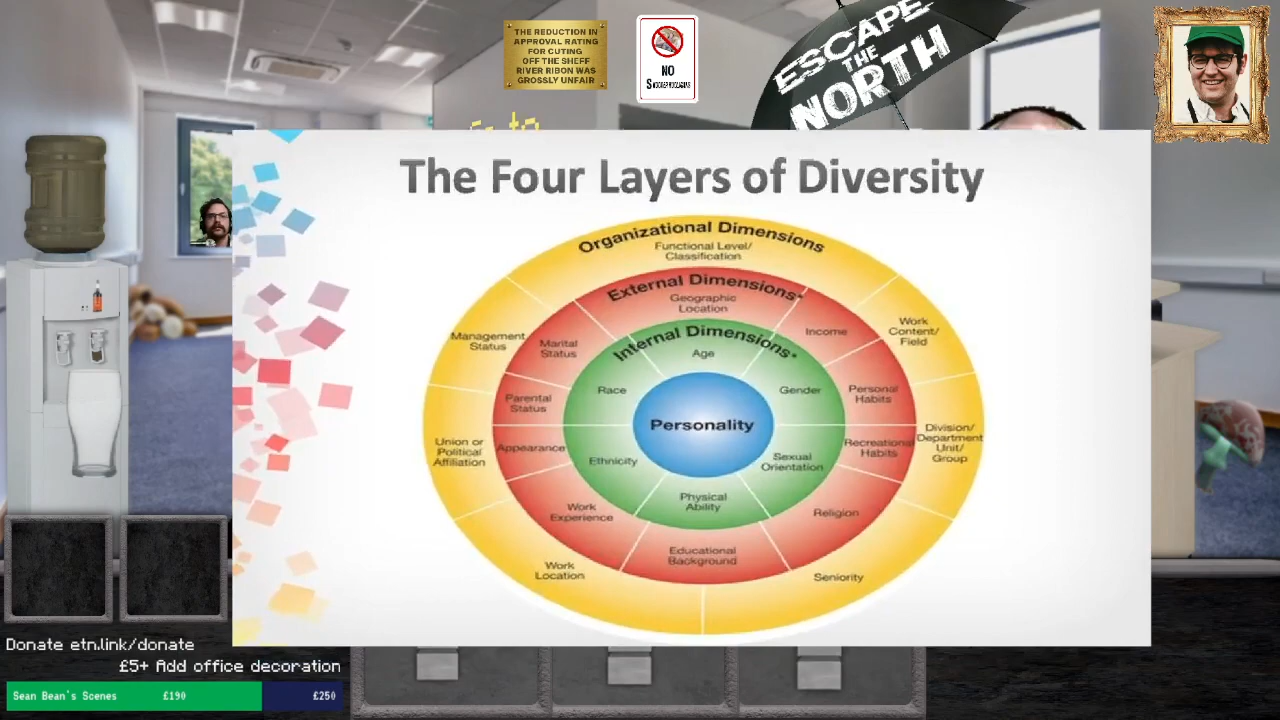 THE REDUCTION IN
APPROVAL RATING
FOR CUTING
OFF THE SHEFF
RIVER RIBON WAS
GROSSLY UNFAIR
NO
ESCAPE
THE
NORTH
The Four Layers of Diversity
Organizational Dimensions
Functional Level/
Classification
External Dimensions*
Geographic
Location
Internal Dimensions*
Age
Management
Status
Marital
Status
Income
Work
Content/
Field
Race
Gender
Parental
Status
Personal
Habits
Personality
Union or
Political
Affiliation
Appearance
Ethnicity
Sexual
Orientation
Recreational
Habits
Division/
Department
Unit/
Group
Physical
Ability
Work
Experience
Religion
Educational
Background
Work
Location
Seniority
Donate etn.link/donate
£5+ Add office decoration
Sean Bean's Scenes £190 £250